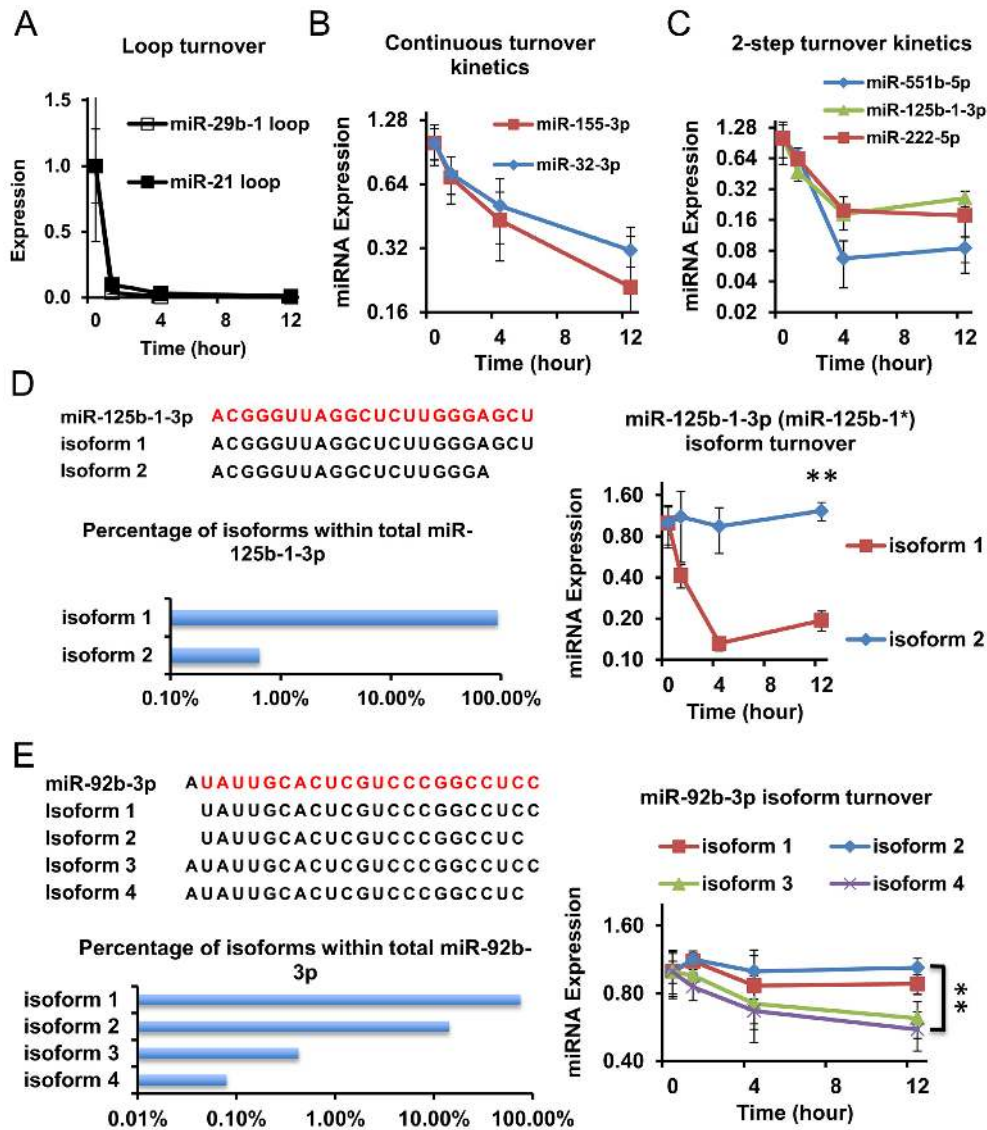 A
Loop turnover
Expression
1.5
1.0
0.5
0.0
miR-29b-1 loop
miR-21 loop
0 4 8 12
Time (hour)
B
Continuous turnover
kinetics
miRNA Expression
1.28
0.64
0.32
0.16
miR-155-3p
miR-32-3p
0 4 8 12
Time (hour)
C
2-step turnover kinetics
miR-551b-5p
miR-125b-1-3p
miR-222-5p
miRNA Expression
1.28
0.64
0.32
0.16
0.08
0.04
0.02
0 4 8 12
Time (hour)
D
miR-125b-1-3p ACGGGUUAGGCUCUUGGGAGCU
isoform 1 ACGGGUUAGGCUCUUGGGAGCU
Isoform 2 ACGGGUUAGGCUCUUGGGA
Percentage of isoforms within total miR-
125b-1-3p
isoform 1
isoform 2
0.10% 1.00% 10.00% 100.00%
miR-125b-1-3p (miR-125b-1*)
isoform turnover
**
miRNA Expression
1.60
0.80
0.40
0.20
0.10
isoform 1
isoform 2
0 4 8 12
Time (hour)
E
miR-92b-3p AUAUUGCACUCGUCCCGGCCUCC
Isoform 1 UAUUGCACUCGUCCCGGCCUCC
Isoform 2 UAUUGCACUCGUCCCGGCCUC
Isoform 3 AUAUUGCACUCGUCCCGGCCUCC
Isoform 4 AUAUUGCACUCGUCCCGGCCUC
Percentage of isoforms within total miR-92b-
3p
isoform 1
isoform 2
isoform 3
isoform 4
0.01% 0.10% 1.00% 10.00% 100.00%
miR-92b-3p isoform turnover
isoform 1 isoform 2
isoform 3 isoform 4
miRNA Expression
1.60
0.80
0.40
**
0 4 8 12
Time (hour)